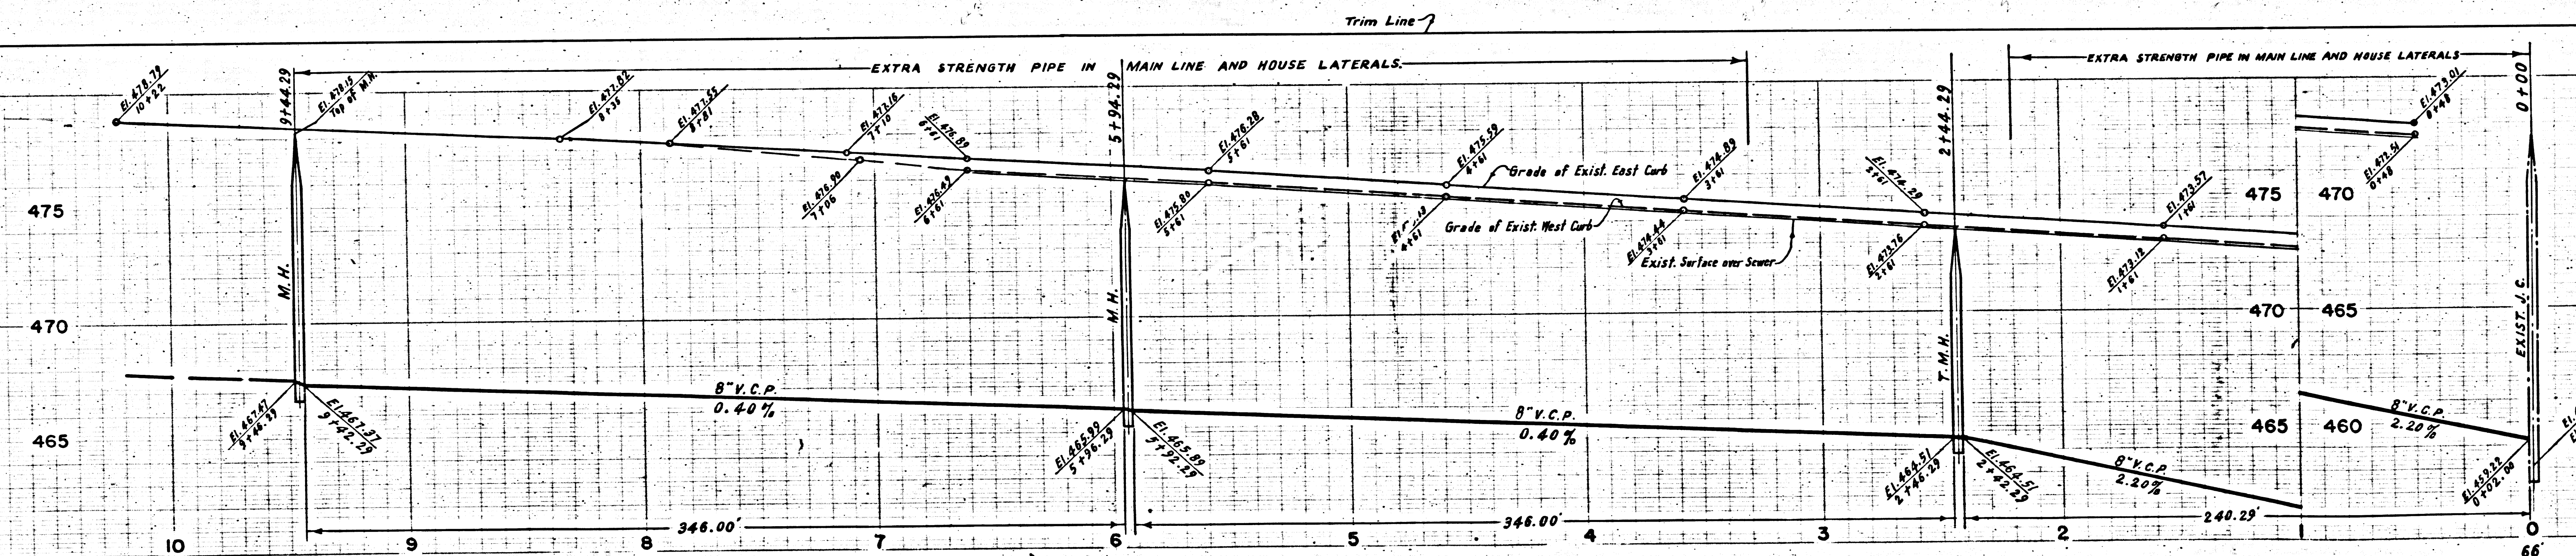 Trim Line
EXTRA STRENGTH PIPE IN MAIN LINE AND HOUSE LATERALS.
EXTRA STRENGTH PIPE IN MAIN LINE AND HOUSE LATERALS
El. 478.79
10+22
9+44.29
El. 478.15
Top of M.H.
El. 477.82
8+35
El. 477.55
El. 477.16
7+10
El. 476.89
6+61
5+94.29
El. 476.28
5+61
El. 475.59
4+61
El. 474.89
3+61
El. 474.20
2+61
2+44.29
El. 473.57
1+61
El. 473.01
0+48
0+00
El. 476.90
7+06
El. 476.49
6+61
El. 475.80
5+61
4+61
El. 474.44
3+61
El. 473.76
2+61
El. 473.12
1+61
El. 472.51
0+48
Grade of Exist. East Curb
Grade of Exist. West Curb
Exist. Surface over Sewer
475
475
470
470
470
465
465
465
460
M.H.
M.H.
T.M.H.
EXIST. J.C.
8" V.C.P.
0.40 %
8" V.C.P.
0.40 %
8" V.C.P.
2.20 %
8" V.C.P.
2.20 %
El. 467.47
9+46.29
El. 467.37
9+42.29
El. 465.99
5+96.29
El. 465.89
5+92.29
El. 464.51
2+46.29
El. 464.51
2+42.29
El. 459.22
0+02.00
346.00'
346.00'
240.29'
10
9
8
7
6
5
4
3
2
1
0
66'